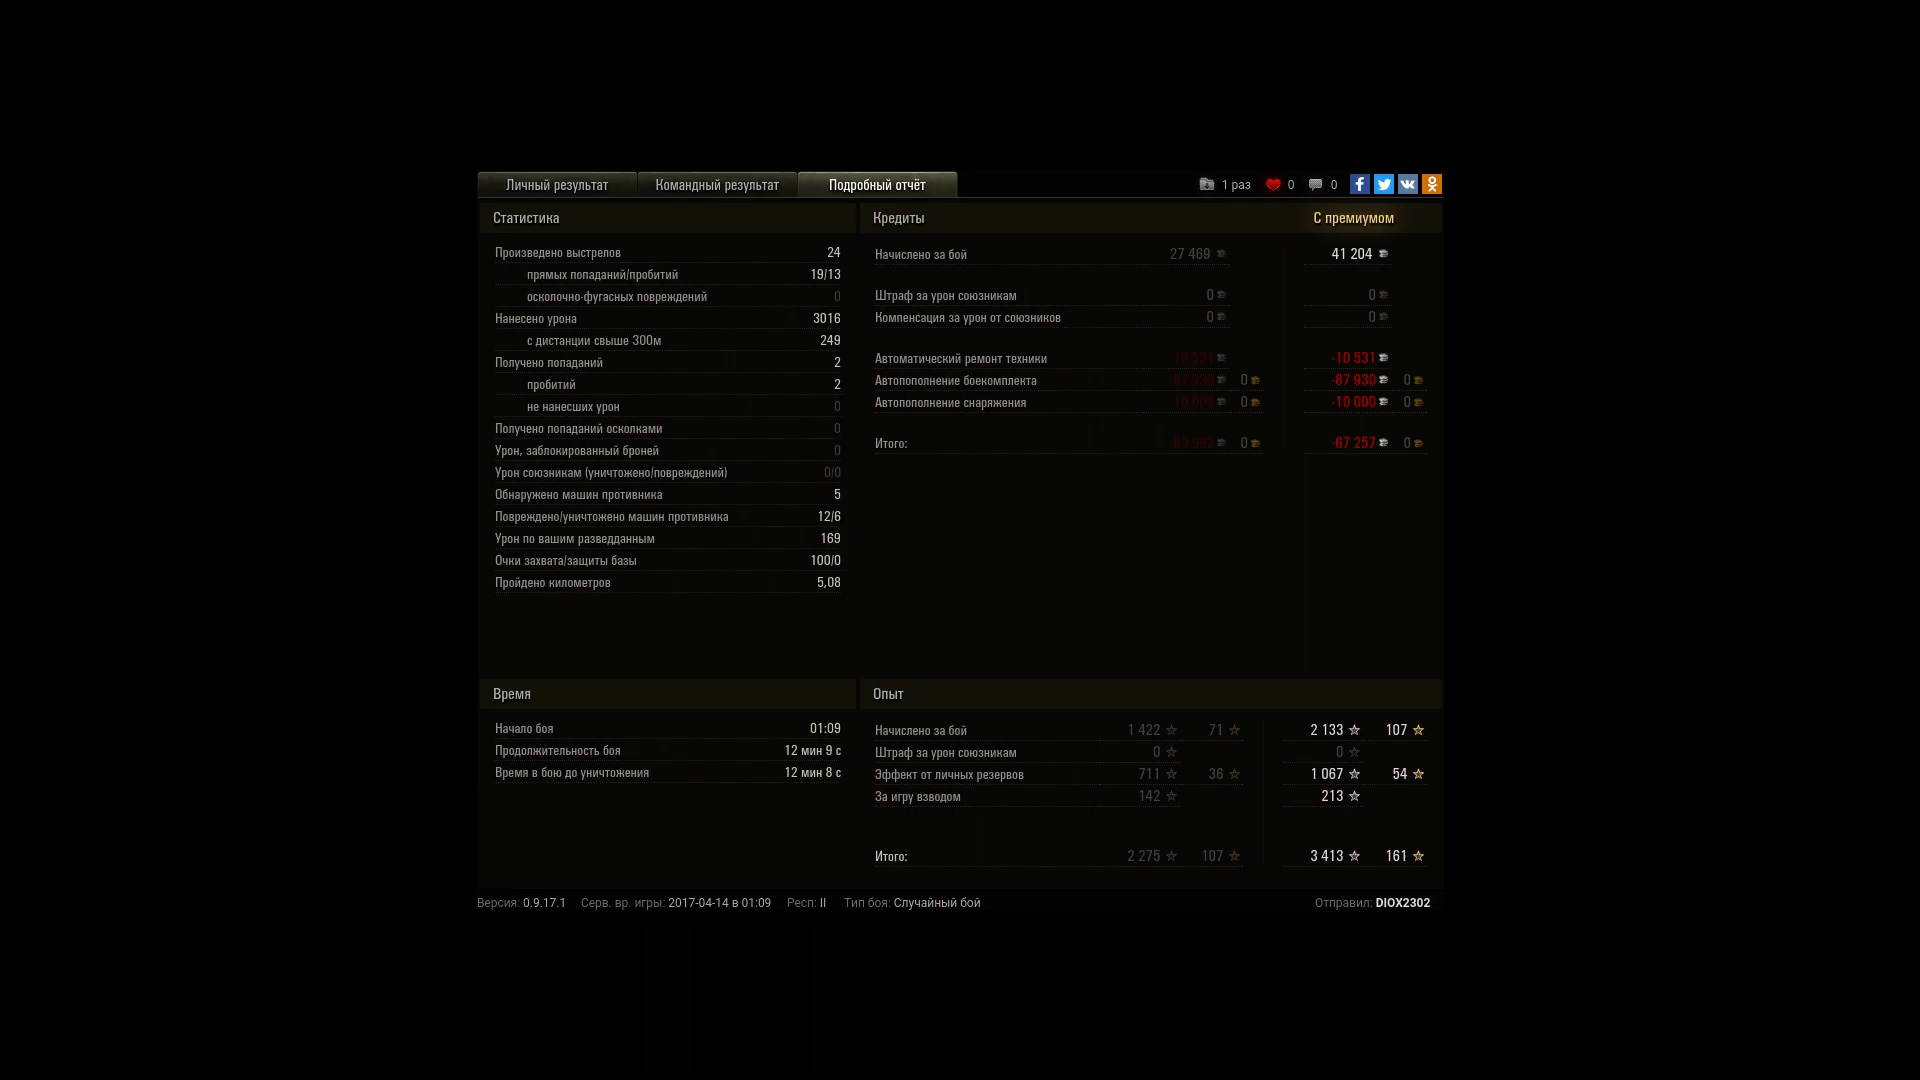 Личный результат Командный результат Подробный отчёт 1 раз 0 0
Статистика
Произведено выстрелов 24
прямых попаданий/пробитий 19/13
осколочно-фугасных повреждений 0
Нанесено урона 3016
с дистанции свыше 300м 249
Получено попаданий 2
пробитий 2
не нанесших урон 0
Получено попаданий осколками 0
Урон, заблокированный броней 0
Урон союзникам (уничтожено/повреждений) 0/0
Обнаружено машин противника 5
Повреждено/уничтожено машин противника 12/6
Урон по вашим разведданным 169
Очки захвата/защиты базы 100/0
Пройдено километров 5,08
Кредиты С премиумом
Начислено за бой 27 469 41 204
Штраф за урон союзникам 0 0
Компенсация за урон от союзников 0 0
Автоматический ремонт техники -10 531 -10 531
Автопополнение боекомплекта -87 930 0 -87 930 0
Автопополнение снаряжения -10 000 0 -10 000 0
Итого: 0 -67 257 0
Время
Начало боя 01:09
Продолжительность боя 12 мин 9 с
Время в бою до уничтожения 12 мин 8 с
Опыт
Начислено за бой 1 422 71 2 133 107
Штраф за урон союзникам 0 0
Эффект от личных резервов 711 36 1 067 54
За игру взводом 142 213
Итого: 2 275 107 3 413 161
Версия: 0.9.17.1 Серв. вр. игры: 2017-04-14 в 01:09 Респ: II Тип боя: Случайный бой Отправил: DIOX2302